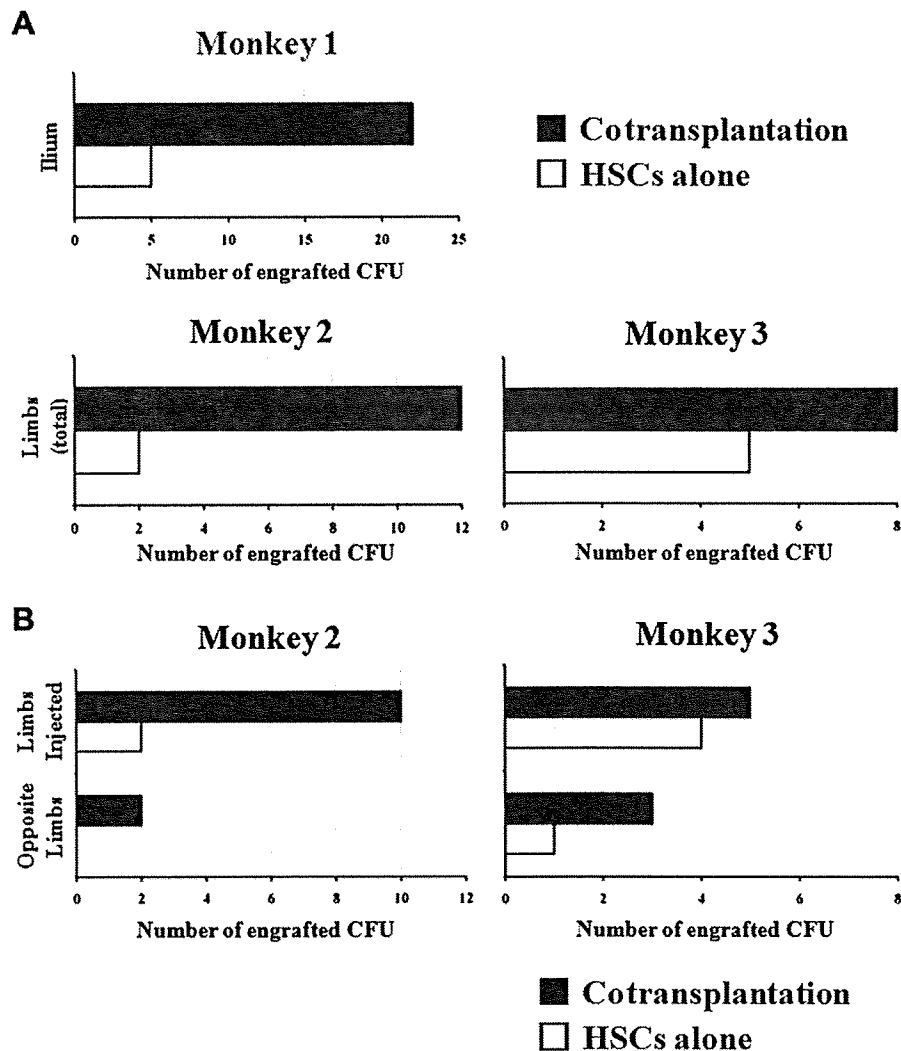 A
Monkey 1
Ilium
Cotransplantation
HSCs alone
0 5 10 15 20 25
Number of engrafted CFU
Monkey 2
Monkey 3
Limbs
(total)
0 2 4 6 8 10 12
0 2 4 6 8
Number of engrafted CFU
Number of engrafted CFU
B
Monkey 2
Monkey 3
Limbs
Injected
Opposite
Limbs
0 2 4 6 8 10 12
0 2 4 6 8
Number of engrafted CFU
Number of engrafted CFU
Cotransplantation
HSCs alone